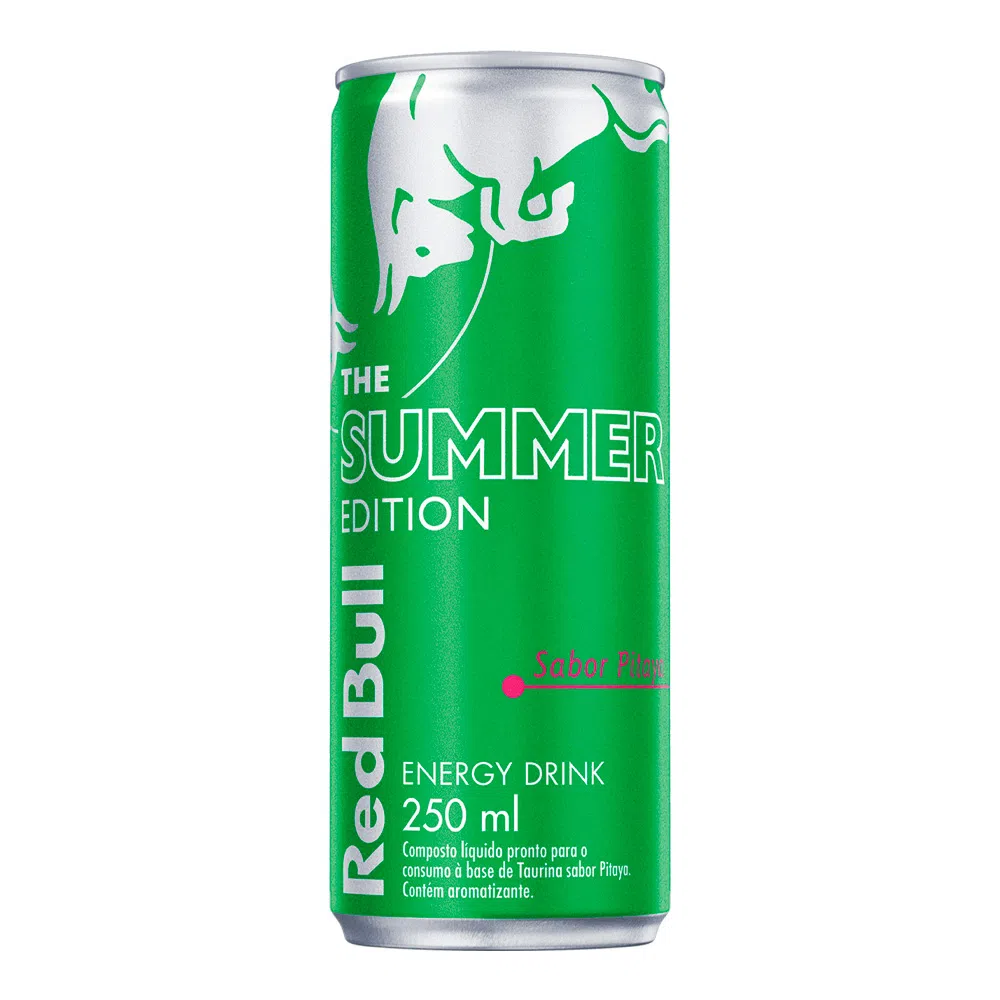 THE
SUMMER
EDITION
Red Bull
Sabor Pitaya
ENERGY DRINK
250 ml
Composto líquido pronto para o
consumo à base de Taurina sabor Pitaya.
Contém aromatizante.